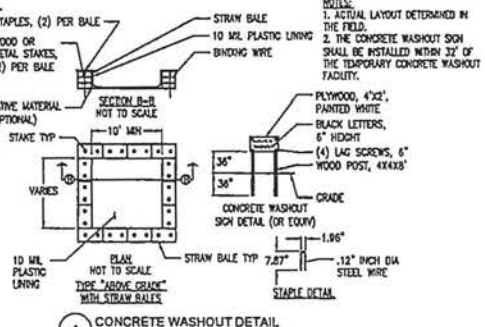 STAPLES, (2) PER BALE
WOOD OR
METAL STAKES,
PER BALE
STRAW BALE
10 MIL PLASTIC LINING
BINDING WIRE
NATIVE MATERIAL
(OPTIONAL)
SECTION B-B
NOT TO SCALE
NOTES:
1. ACTUAL LAYOUT DETERMINED IN
THE FIELD.
2. THE CONCRETE WASHOUT SIGN
SHALL BE INSTALLED WITHIN 32' OF
THE TEMPORARY CONCRETE WASHOUT
FACILITY.
STAKE TYP
10' MIN
B
B
VARIES
10 MIL
PLASTIC
LINING
PLAN
NOT TO SCALE
TYPE "ABOVE GRADE"
WITH STRAW BALES
STRAW BALE TYP
PLYWOOD, 4"X2',
PAINTED WHITE
BLACK LETTERS,
6" HEIGHT
(4) LAG SCREWS, 6"
WOOD POST, 4X4X8'
36"
36"
GRADE
CONCRETE WASHOUT
SIGN DETAIL (OR EQUIV)
1.96"
7.87"
.12" INCH DIA
STEEL WIRE
STAPLE DETAIL
CONCRETE WASHOUT DETAIL